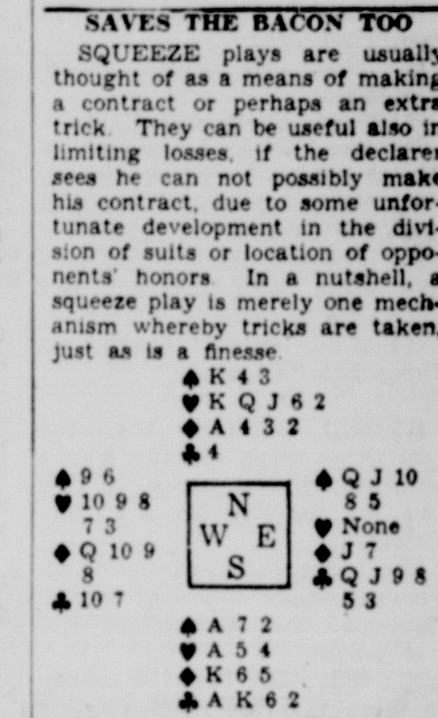 SAVES THE BACON TOO
SQUEEZE plays are usually
thought of as a means of making
a contract or perhaps an extra
trick. They can be useful also in
limiting losses, if the declarer
sees he can not possibly make
his contract, due to some unfor-
tunate development in the divi-
sion of suits or location of oppo-
nents' honors. In a nutshell, a
squeeze play is merely one mech-
anism whereby tricks are taken,
just as is a finesse.
♠ K 4 3
♥ K Q J 6 2
♦ A 4 3 2
♣ 4
♠ 9 6
♥ 10 9 8
7 3
♦ Q 10 9
8
♣ 10 7
N
W E
S
♠ Q J 10
8 5
♥ None
♦ J 7
♣ Q J 9 8
5 3
♠ A 7 2
♥ A 5 4
♦ K 6 5
♣ A K 6 2